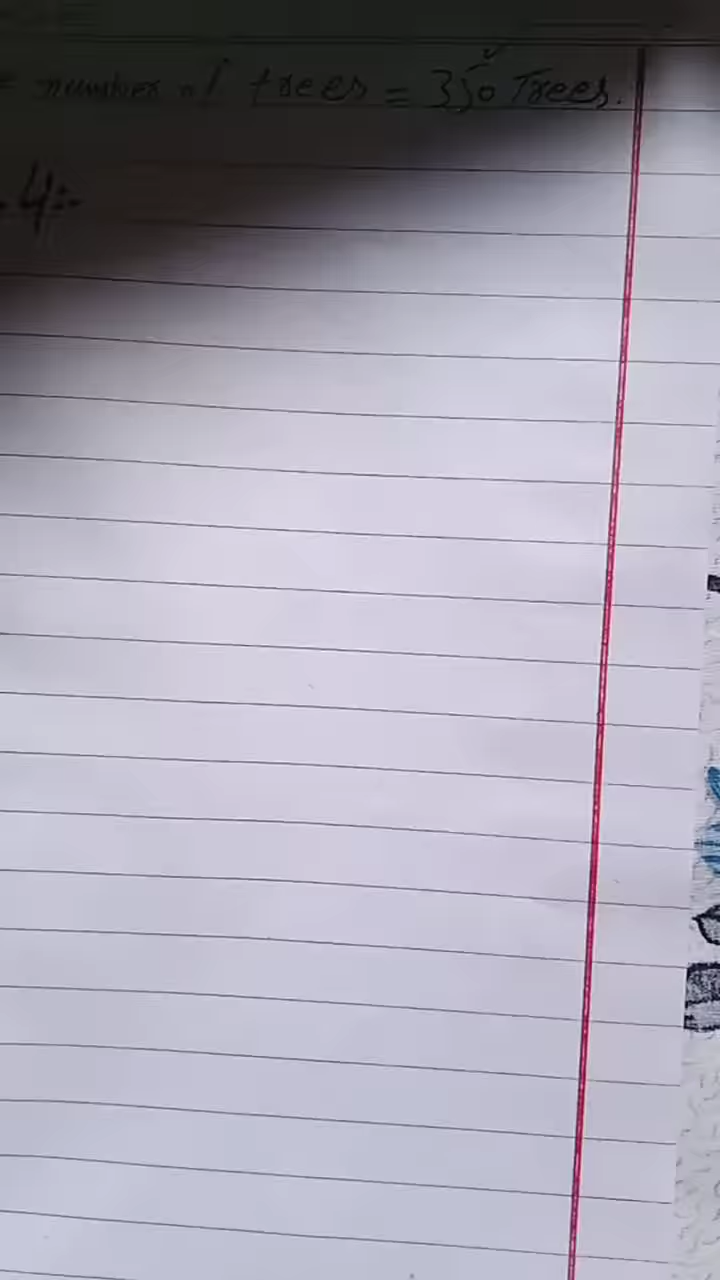 = number of trees = 350 Trees.
.4:-